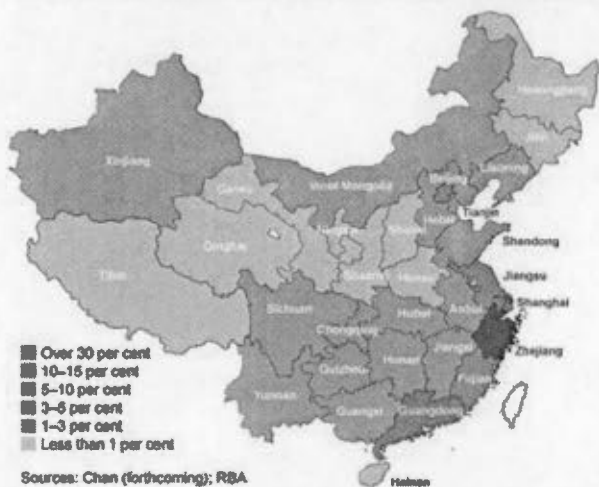 Heilongjiang
Jilin
Xinjiang
Inner Mongolia
Beijing
Liaoning
Gansu
Tianjin
Hebei
Shanxi
Ningxia
Shandong
Qinghai
Shaanxi
Henan
Jiangsu
Tibet
Shanghai
Anhui
Hubei
Sichuan
Chongqing
Zhejiang
Jiangxi
Hunan
Guizhou
Fujian
Yunnan
Guangxi
Guangdong
Hainan
Over 30 per cent
10–15 per cent
5–10 per cent
3–5 per cent
1–3 per cent
Less than 1 per cent
Sources: Chan (forthcoming); RBA